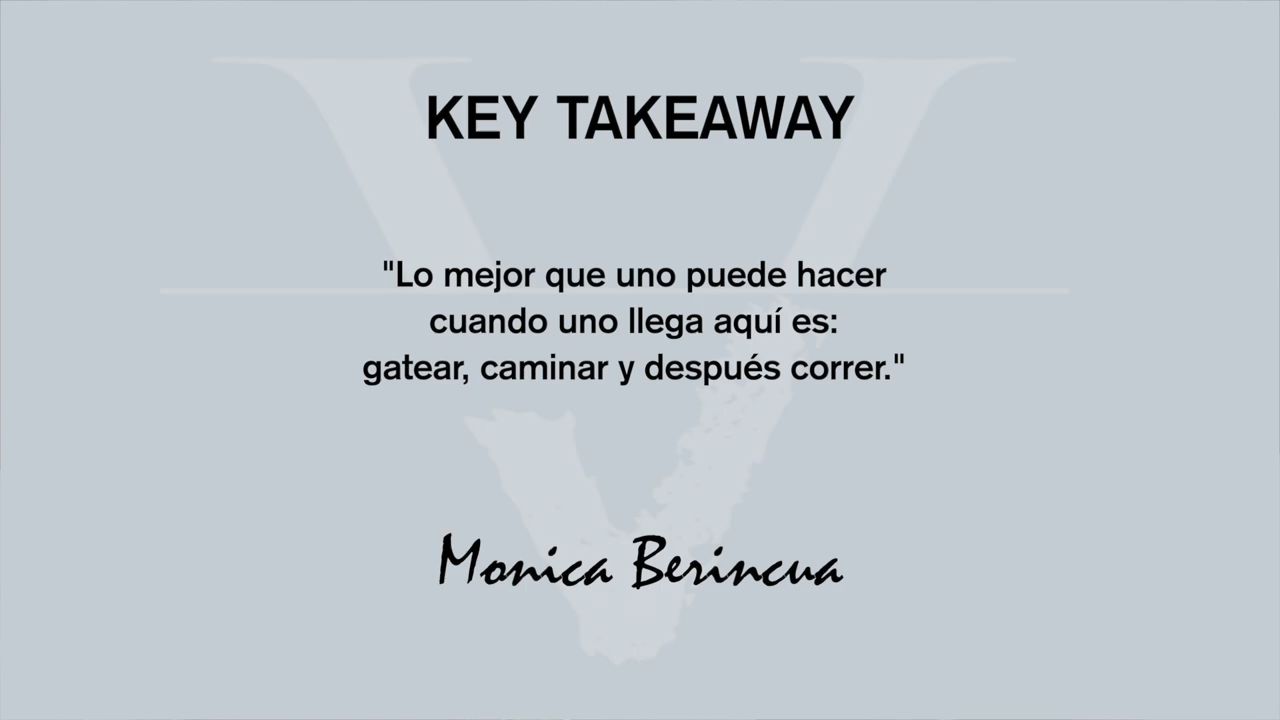 KEY TAKEAWAY
"Lo mejor que uno puede hacer
cuando uno llega aquí es:
gatear, caminar y después correr."
Monica Berincua